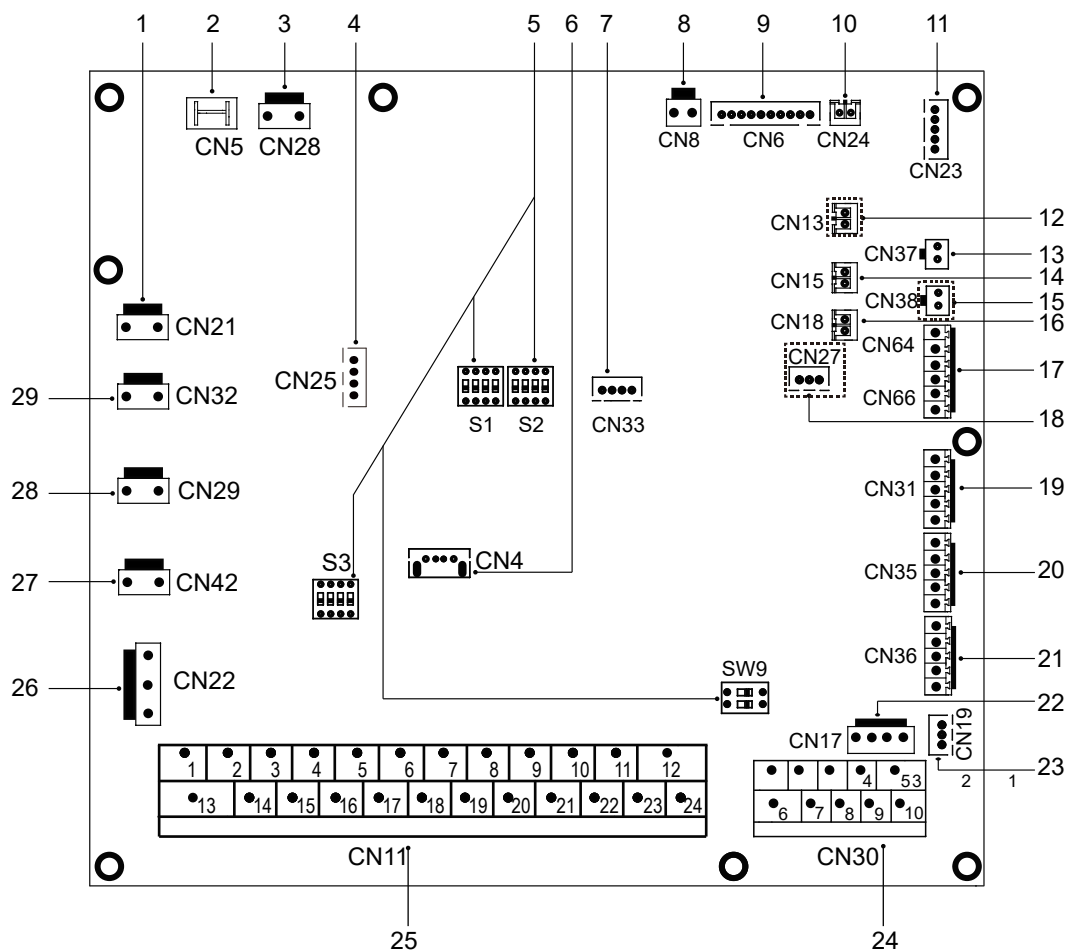 1 2 3 4 5 6 7 8 9 10 11
CN5 CN28 CN8 CN6 CN24
CN23
CN13 12
CN37 13
CN15 14
CN38 15
CN18 16
CN21 CN64
CN27
CN25 17
29 CN32 CN66
S1 S2 CN33 18
28 CN29 CN31 19
S3 CN4
27 CN42 CN35 20
26 CN22 SW9 CN36 21
22
CN17 CN19
1 2 3 4 5 6 7 8 9 10 11 12
4 53 2 1 23
13 14 15 16 17 18 19 20 21 22 23 24
6 7 8 9 10
CN11 CN30
25 24